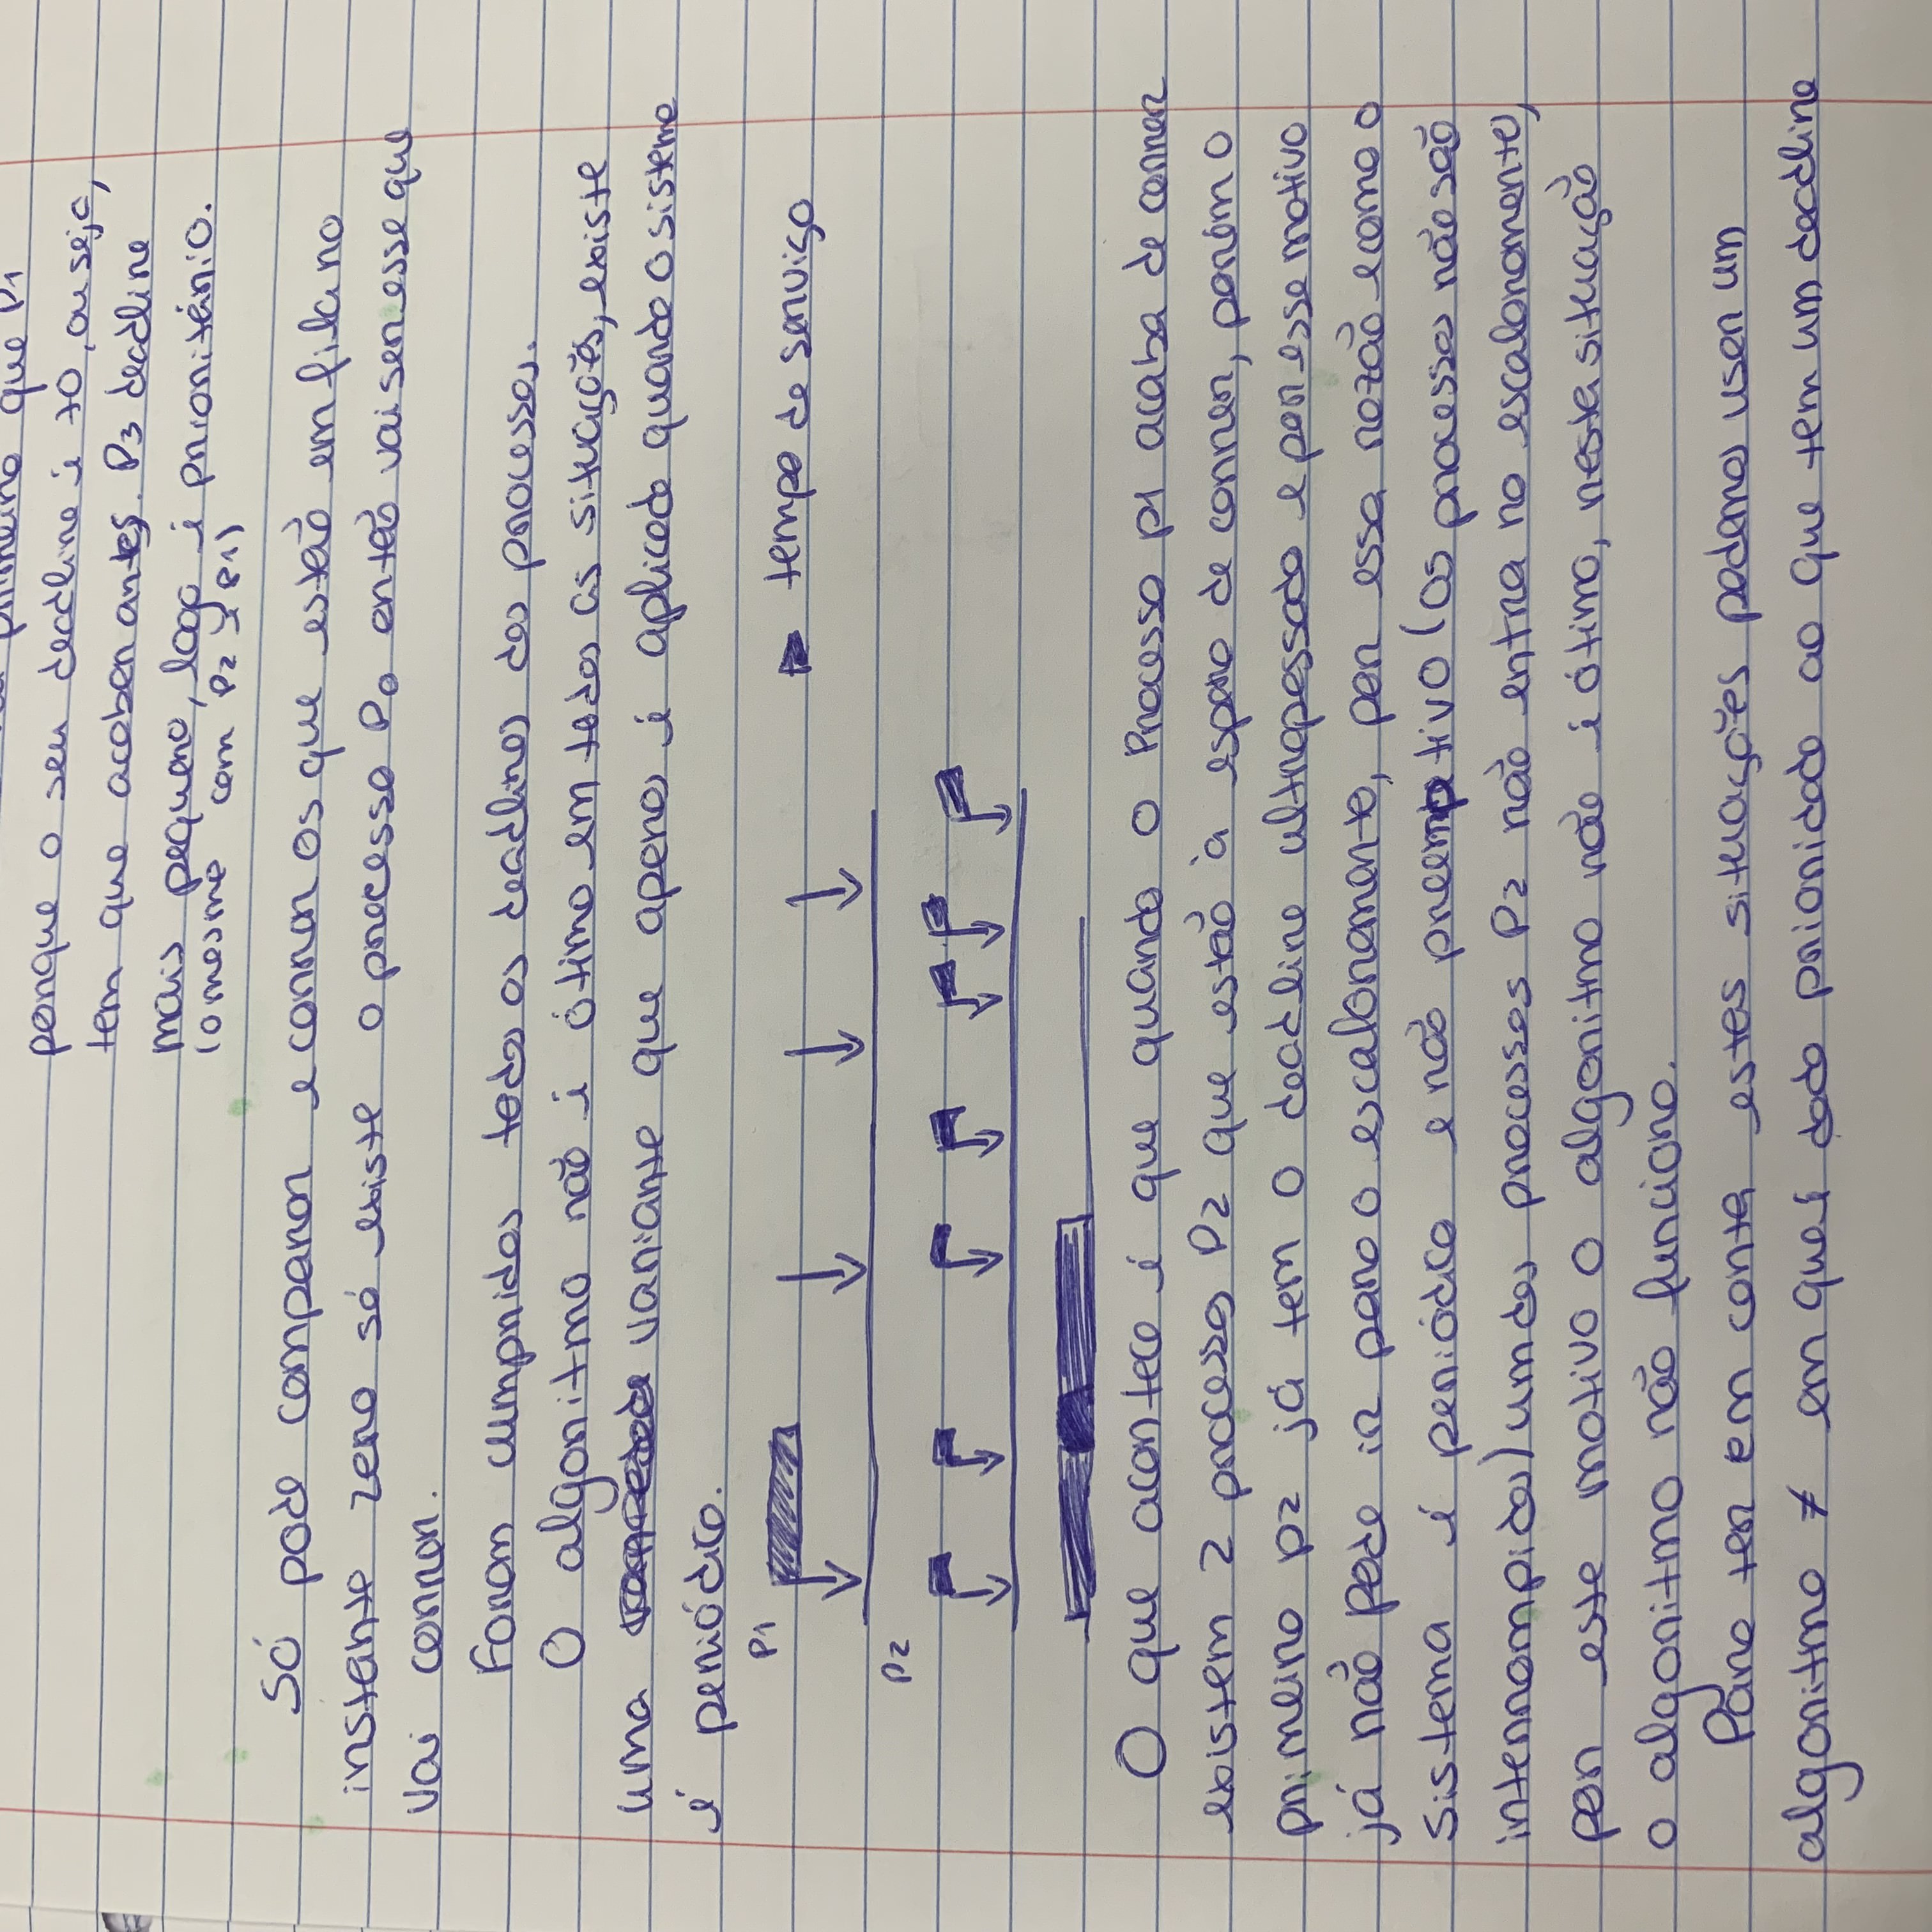 primeiro que P1
porque o seu deadline é 70, ou seja,
tem que acabar antes. P3 deadline
mais pequeno, logo é prioritário.
(o mesmo com P2 e P1)
Só pode comparar e correr os que estão em fila no
instante zero só existe o processo P0 então vai ser esse que
vai correr.
Foram cumpridos todos os deadlines dos processos.
O algoritmo não é ótimo em todas as situações, existe
uma variante que apenas é aplicado quando o sistema
é periódico.
P1
tempo de serviço
P2
O que acontece é que quando o Processo P1 acaba de correr
existem 2 processos P2 que estão à espera de correr, porém o
primeiro P2 já tem o deadline ultrapassado e por esse motivo
já não pode ir para o escalonamento, por essa razão e como o
sistema é periódico e não preemptivo (os processos não são
interrompidos) um dos processos P2 não entra no escalonamento,
por este motivo o algoritmo não é ótimo, nesta situação
o algoritmo não funciona.
Para ter em conta estas situações podemos usar um
algoritmo ≠ em que é dado prioridade ao que tem um deadline